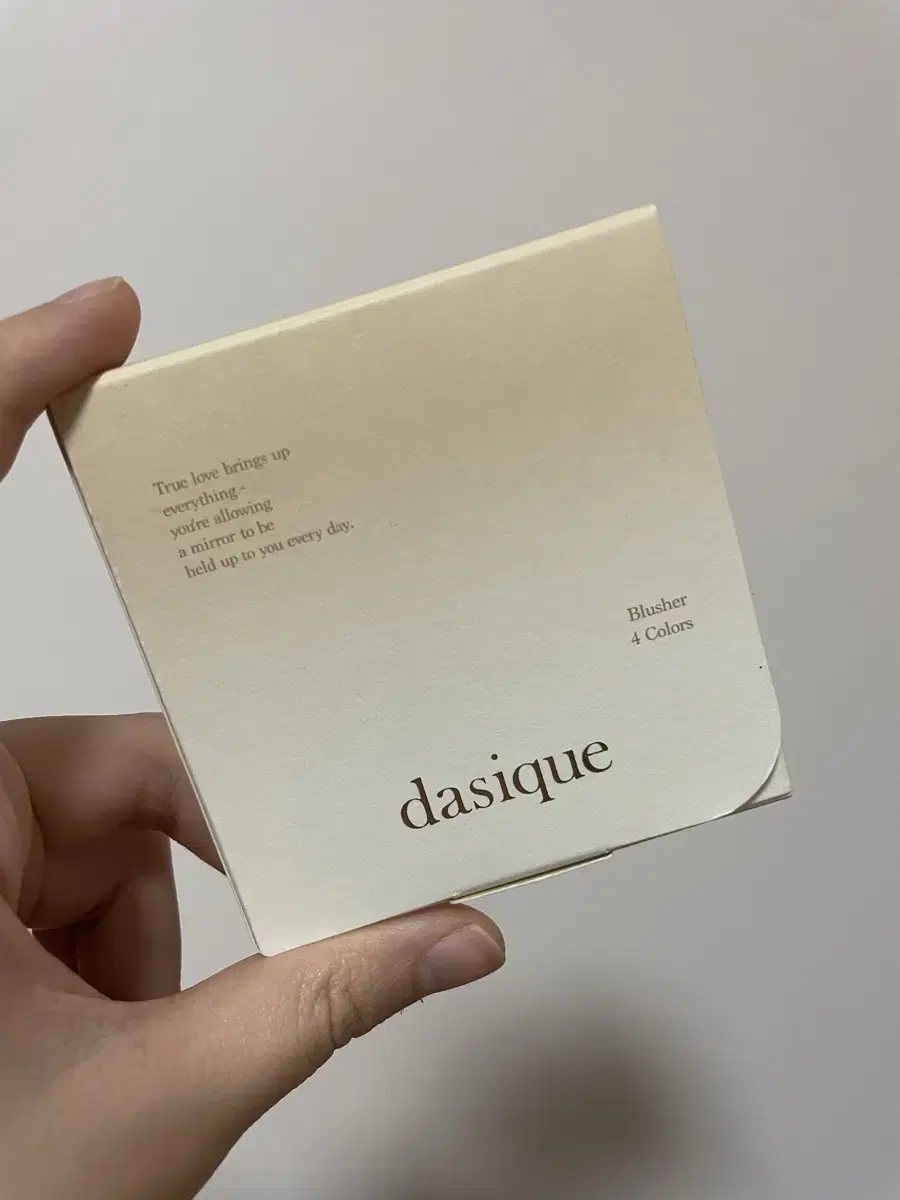 True love brings up
everything-
you're allowing
a mirror to be
held up to you every day.
Blusher
4 Colors
dasique